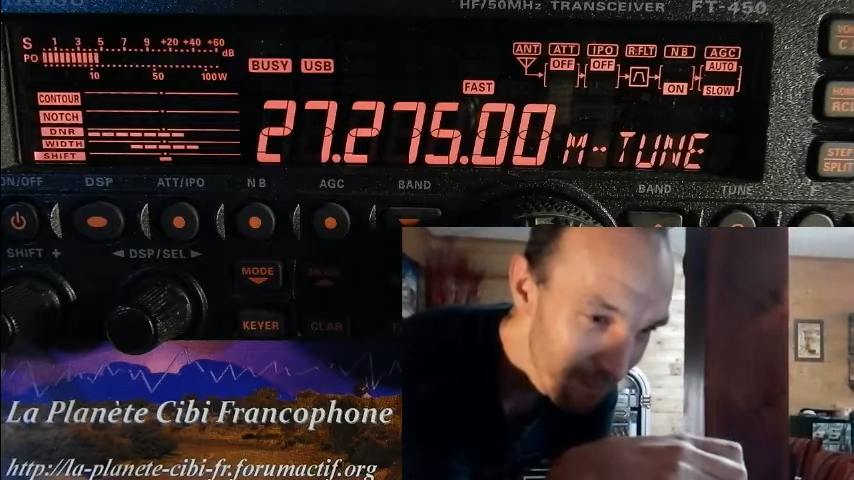 HF/50MHz TRANSCEIVER FT-450
S 1 3 5 7 9 +20 +40 +60 dB
PO 10 50 100W
BUSY USB
ANT ATT IPO R.FLT NB AGC
OFF OFF AUTO
ON SLOW
FAST
CONTOUR
NOTCH
DNR
WIDTH
SHIFT
27.275.00 M-TUNE
STEP
SPLIT
ON/OFF DSP ATT/IPO NB AGC BAND BAND TUNE F
SHIFT + ◄ DSP/SEL ►
MODE MODE
KEYER CLAR
La Planète Cibi Francophone
http://la-planete-cibi-fr.forumactif.org